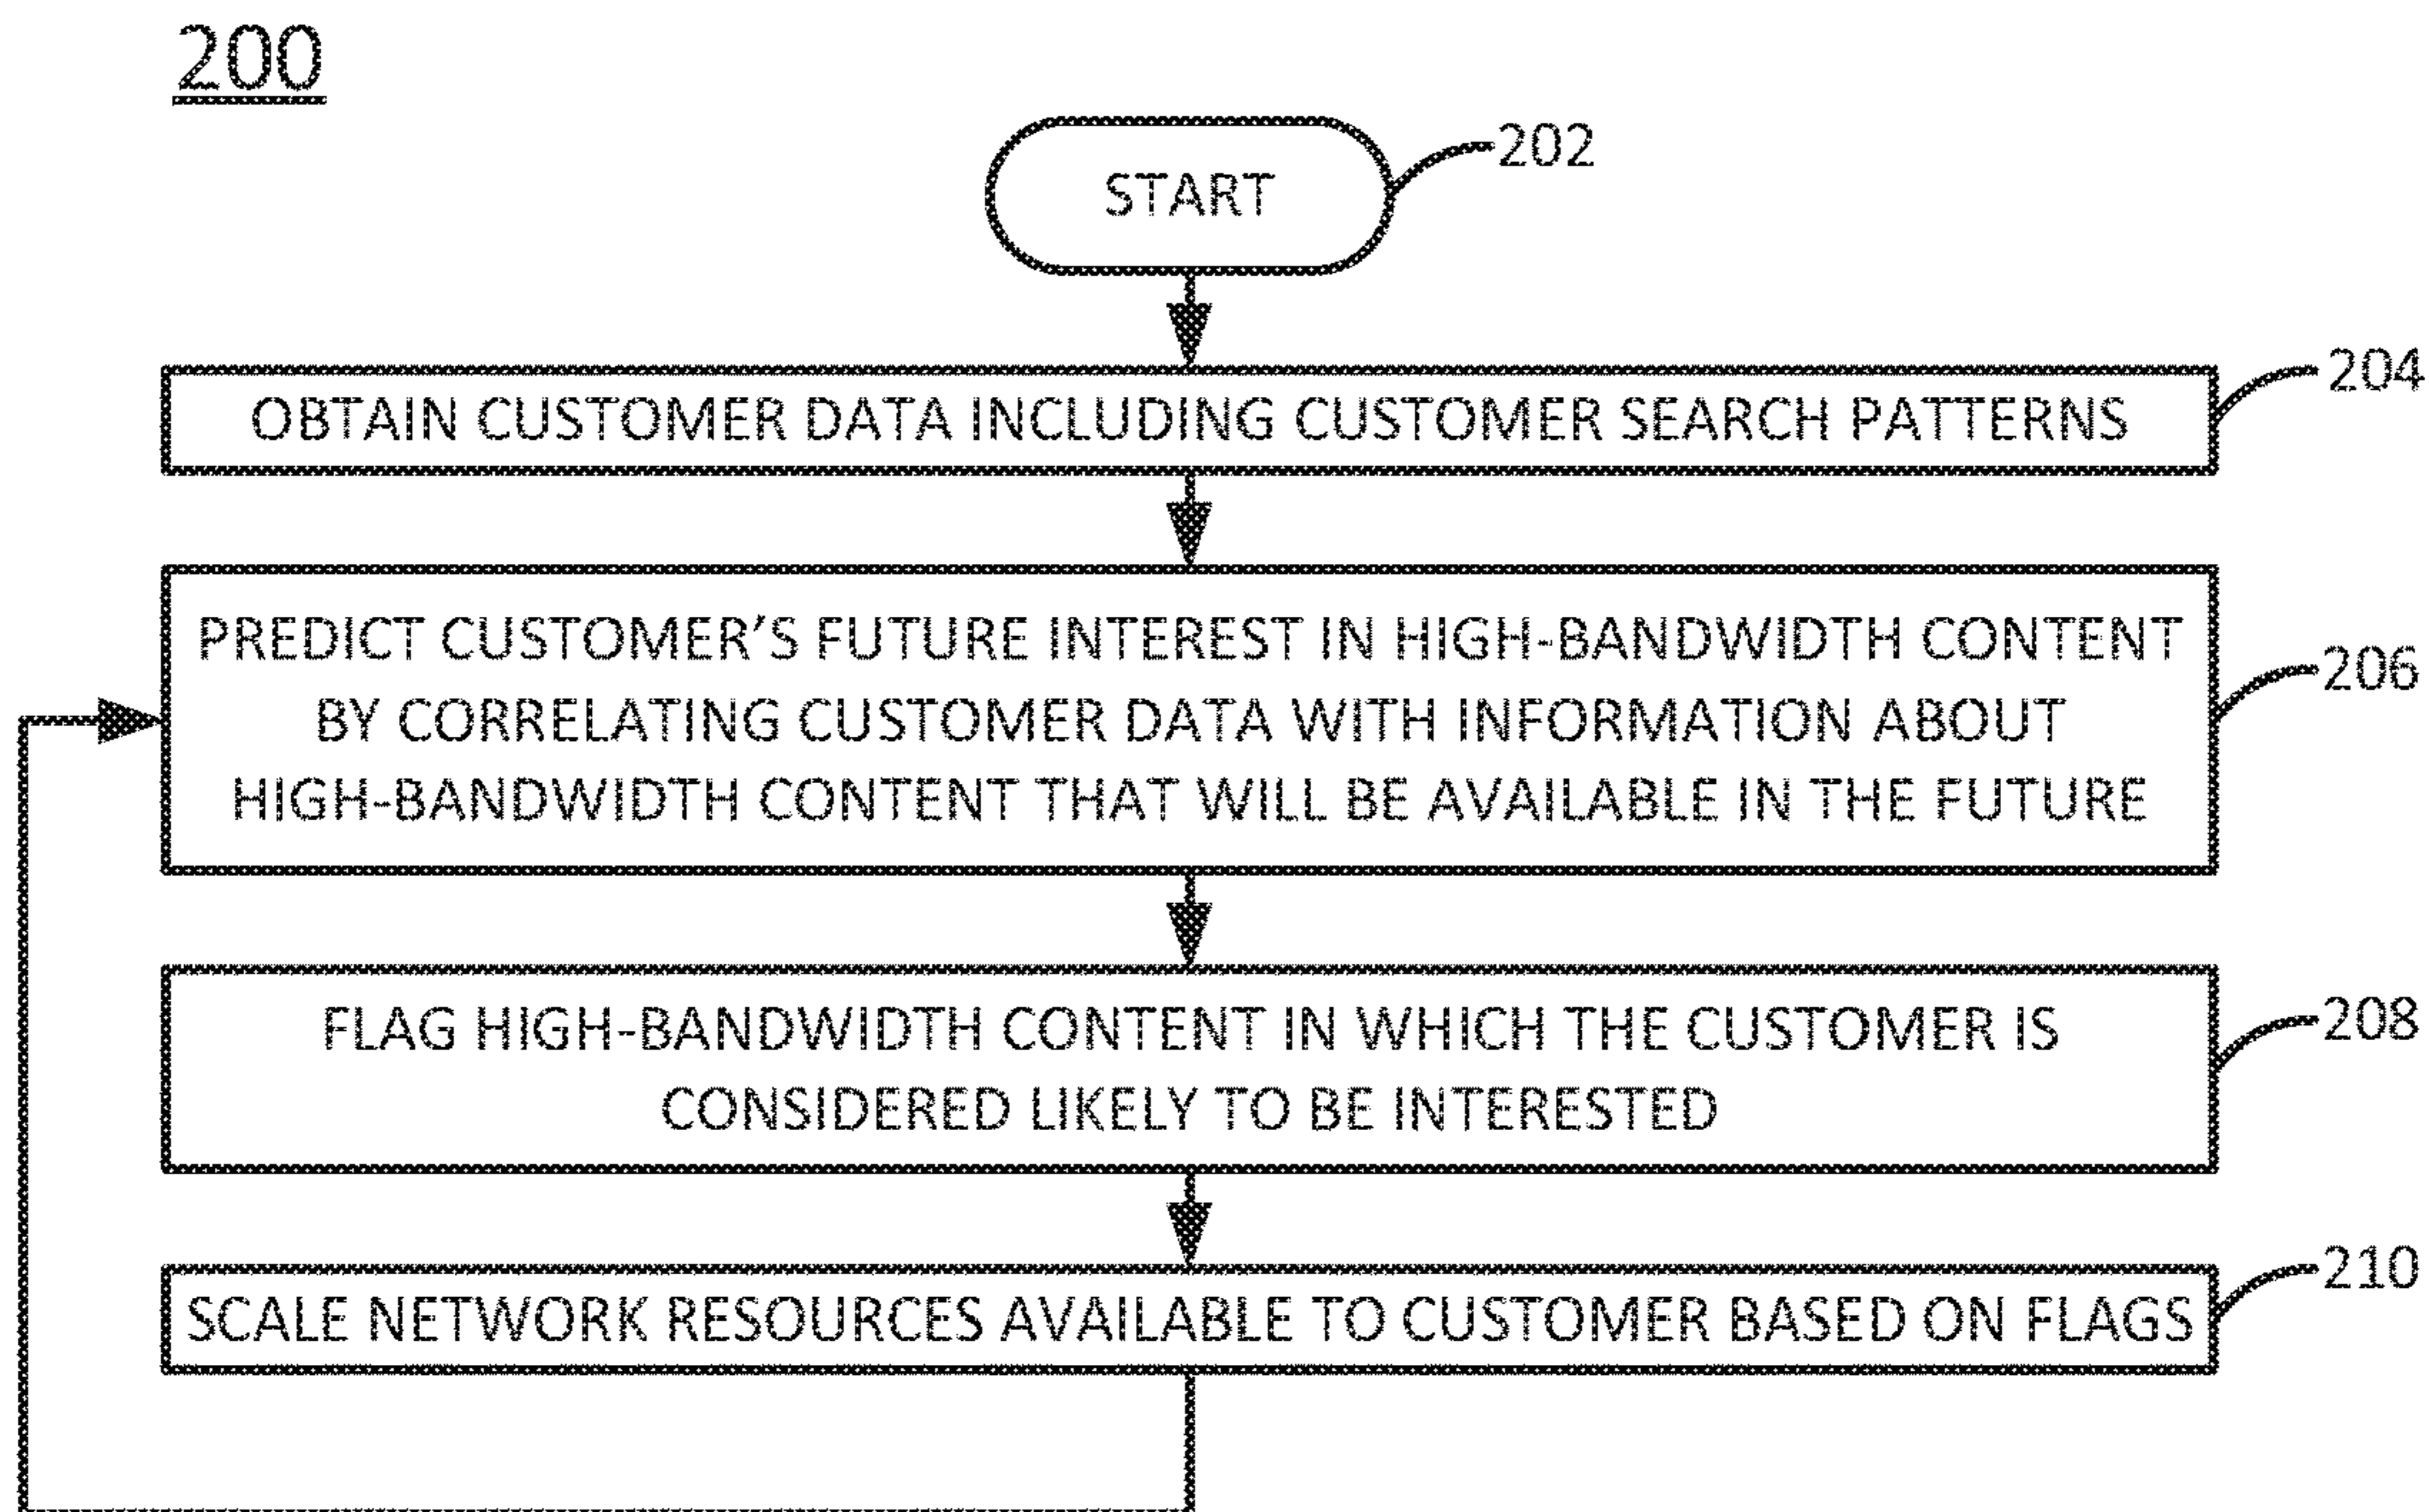 200
START
202
OBTAIN CUSTOMER DATA INCLUDING CUSTOMER SEARCH PATTERNS
204
PREDICT CUSTOMER'S FUTURE INTEREST IN HIGH-BANDWIDTH CONTENT
BY CORRELATING CUSTOMER DATA WITH INFORMATION ABOUT
HIGH-BANDWIDTH CONTENT THAT WILL BE AVAILABLE IN THE FUTURE
206
FLAG HIGH-BANDWIDTH CONTENT IN WHICH THE CUSTOMER IS
CONSIDERED LIKELY TO BE INTERESTED
208
SCALE NETWORK RESOURCES AVAILABLE TO CUSTOMER BASED ON FLAGS
210